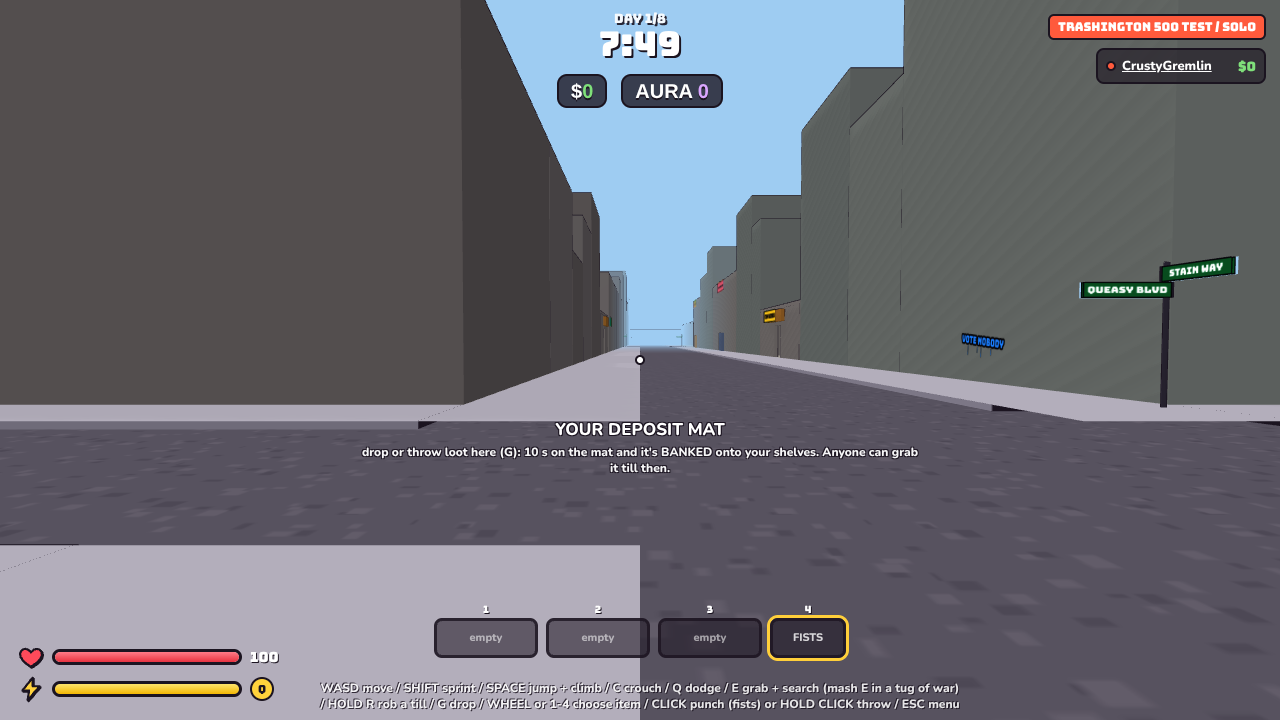 DAY 1/8
7:49
$0
AURA 0
TRASHINGTON 500 TEST / SOLO
CrustyGremlin $0
STAIN WAY
QUEASY BLVD
VOTE NOBODY
YOUR DEPOSIT MAT
drop or throw loot here (G): 10 s on the mat and it's BANKED onto your shelves. Anyone can grab
it till then.
1 2 3 4
empty empty empty FISTS
100
0
WASD move / SHIFT sprint / SPACE jump + climb / C crouch / Q dodge / E grab + search (mash E in a tug of war)
/ HOLD R rob a till / G drop / WHEEL or 1-4 choose item / CLICK punch (fists) or HOLD CLICK throw / ESC menu